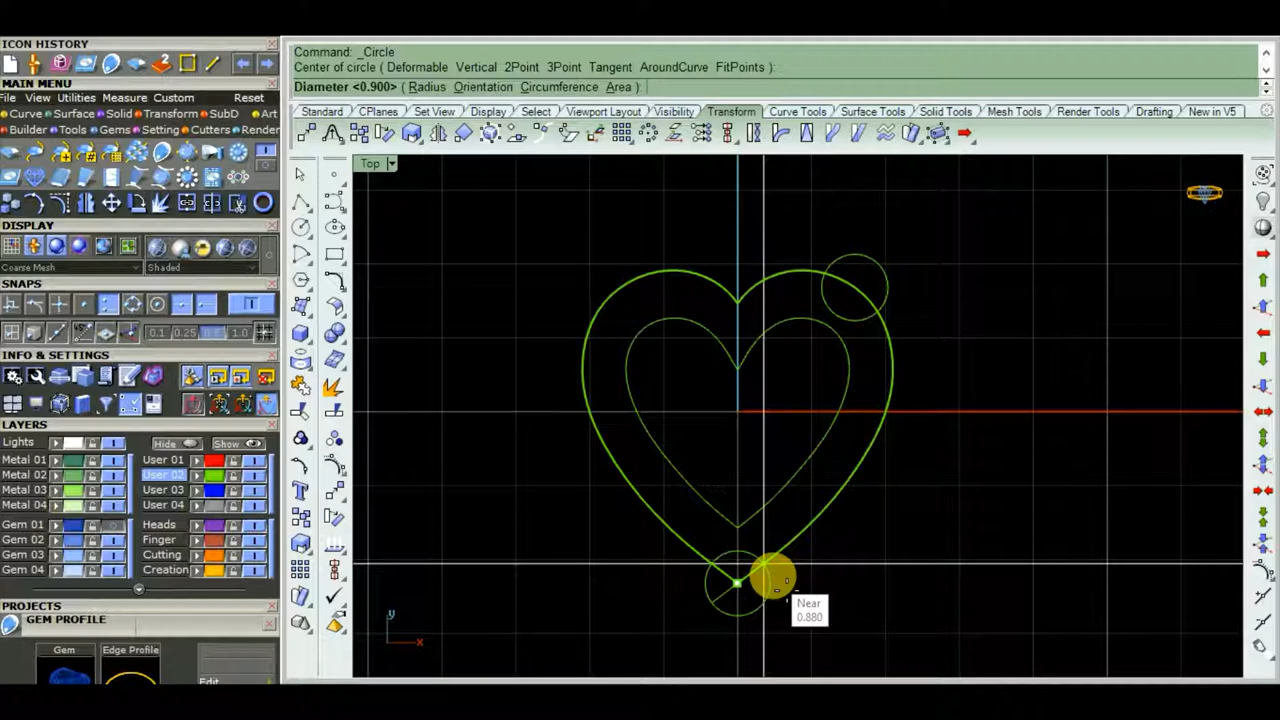 ICON HISTORY
MAIN MENU
File View Utilities Measure Custom Reset
Curve Surface Transform SubD Art
Builder Tools Gems Setting Cutters Render
DISPLAY
Coarse Mesh Shaded
SNAPS
0.1 0.25 1.0
INFO & SETTINGS
LAYERS
Lights Hide Show
Metal 01 User 01
Metal 02 User 02
Metal 03 User 03
Metal 04 User 04
Gem 01 Heads
Gem 02 Finger
Gem 03 Cutting
Gem 04 Creation
PROJECTS
GEM PROFILE
Gem Edge Profile
Edit
Command: _Circle
Center of circle (Deformable Vertical 2Point 3Point Tangent AroundCurve FitPoints ):
Diameter <0.900> ( Radius Orientation Circumference Area ):
Standard CPlanes Set View Display Select Viewport Layout Visibility Transform Curve Tools Surface Tools Solid Tools Mesh Tools Render Tools Drafting New in V5
Top
Near
0.880
y
x